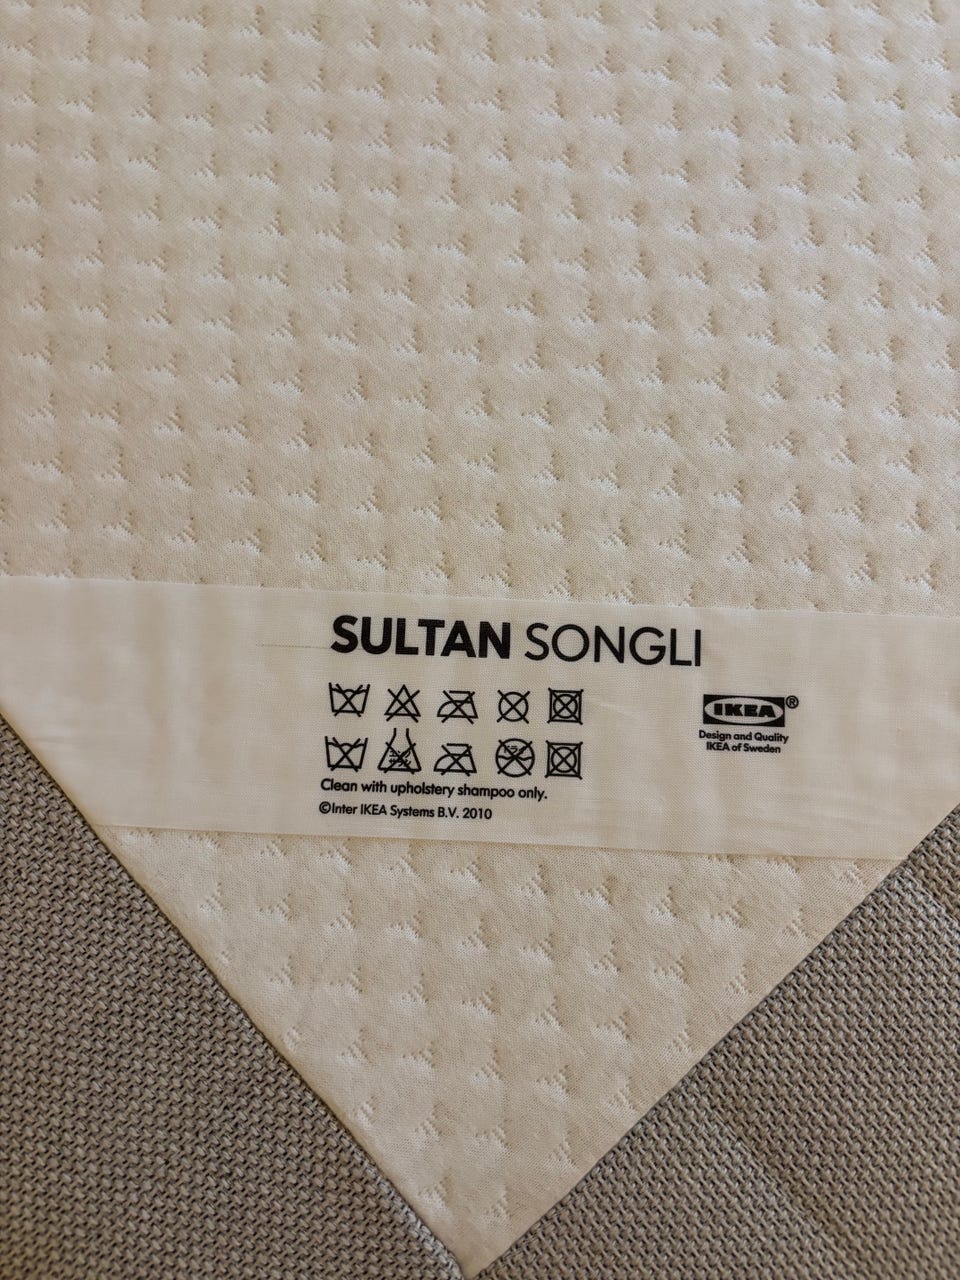 SULTAN SONGLI
IKEA®
Design and Quality
IKEA of Sweden
Clean with upholstery shampoo only.
©Inter IKEA Systems B.V. 2010